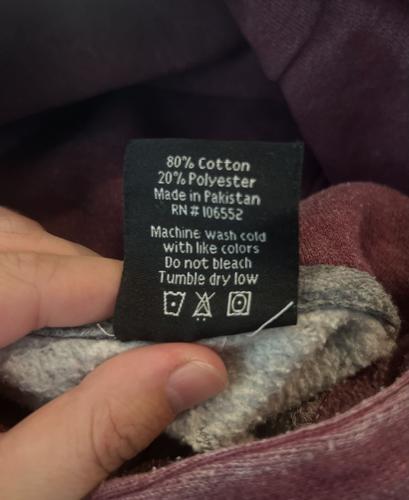 80% Cotton
20% Polyester
Made in Pakistan
RN # 106552
Machine wash cold
with like colors
Do not bleach
Tumble dry low